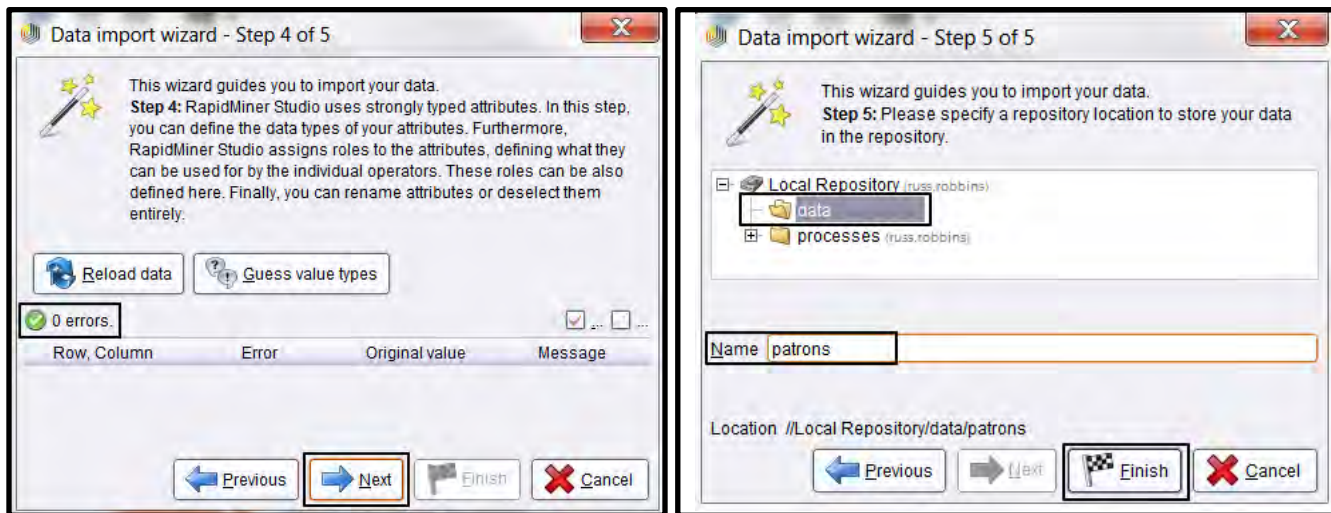 Data import wizard - Step 4 of 5
This wizard guides you to import your data.
Step 4: RapidMiner Studio uses strongly typed attributes. In this step,
you can define the data types of your attributes. Furthermore,
RapidMiner Studio assigns roles to the attributes, defining what they
can be used for by the individual operators. These roles can be also
defined here. Finally, you can rename attributes or deselect them
entirely.
Reload data
Guess value types
0 errors.
... ...
Row, Column Error Original value Message
Previous Next Finish Cancel
Data import wizard - Step 5 of 5
This wizard guides you to import your data.
Step 5: Please specify a repository location to store your data
in the repository.
Local Repository (russ.robbins)
data
processes (russ.robbins)
Name patrons
Location //Local Repository/data/patrons
Previous Next Finish Cancel